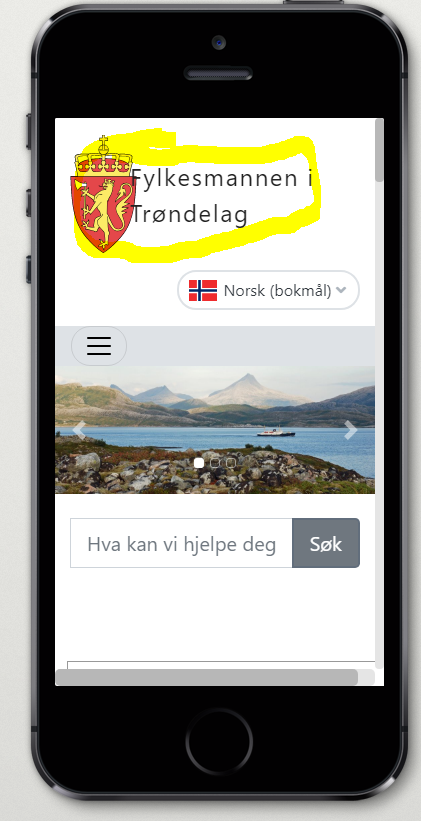 Fylkesmannen i
Trøndelag
Norsk (bokmål)
Hva kan vi hjelpe deg
Søk